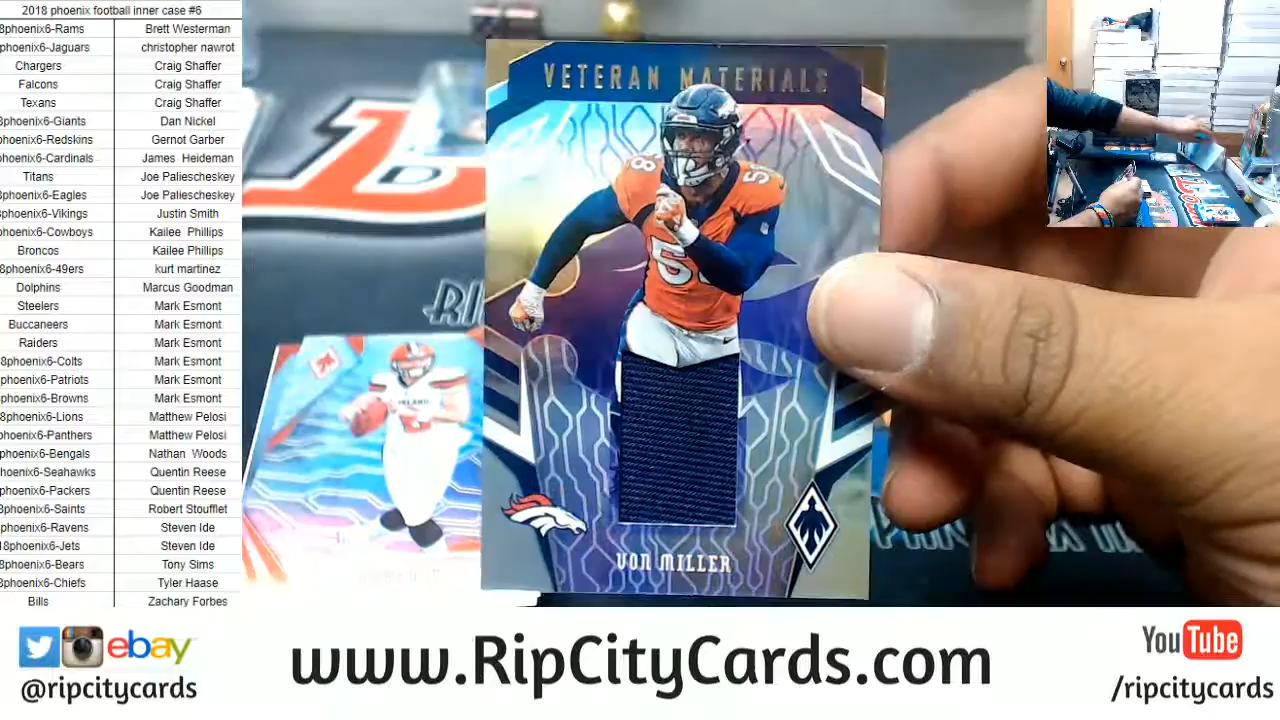 2018 phoenix football inner case #6
8phoenix6-Rams Brett Westerman
phoenix6-Jaguars christopher nawrot
Chargers Craig Shaffer
Falcons Craig Shaffer
Texans Craig Shaffer
8phoenix6-Giants Dan Nickel
phoenix6-Redskins Gernot Garber
phoenix6-Cardinals James Heideman
Titans Joe Paliescheskey
8phoenix6-Eagles Joe Paliescheskey
8phoenix6-Vikings Justin Smith
phoenix6-Cowboys Kailee Phillips
Broncos Kailee Phillips
8phoenix6-49ers kurt martinez
Dolphins Marcus Goodman
Steelers Mark Esmont
Buccaneers Mark Esmont
Raiders Mark Esmont
8phoenix6-Colts Mark Esmont
phoenix6-Patriots Mark Esmont
phoenix6-Browns Mark Esmont
8phoenix6-Lions Matthew Pelosi
phoenix6-Panthers Matthew Pelosi
phoenix6-Bengals Nathan Woods
hoenix6-Seahawks Quentin Reese
phoenix6-Packers Quentin Reese
8phoenix6-Saints Robert Stoufflet
phoenix6-Ravens Steven Ide
18phoenix6-Jets Steven Ide
8phoenix6-Bears Tony Sims
8phoenix6-Chiefs Tyler Haase
Bills Zachary Forbes
VETERAN MATERIALS
58
58
VON MILLER
ebay
@ripcitycards
www.RipCityCards.com
YouTube
/ripcitycards